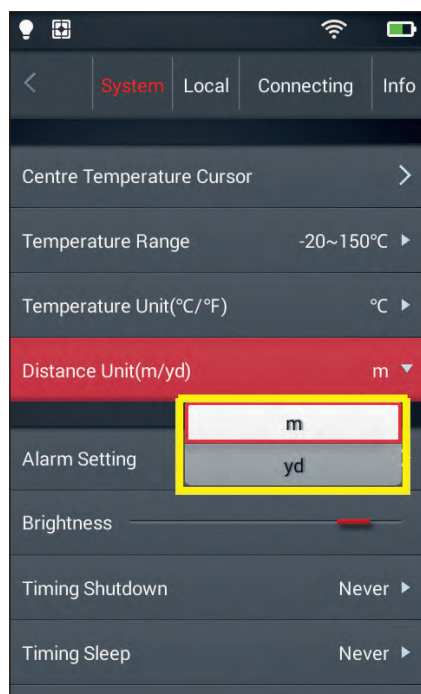 System Local Connecting Info
Centre Temperature Cursor
Temperature Range -20~150°C
Temperature Unit(°C/°F) °C
Distance Unit(m/yd) m
m
Alarm Setting yd
Brightness
Timing Shutdown Never
Timing Sleep Never